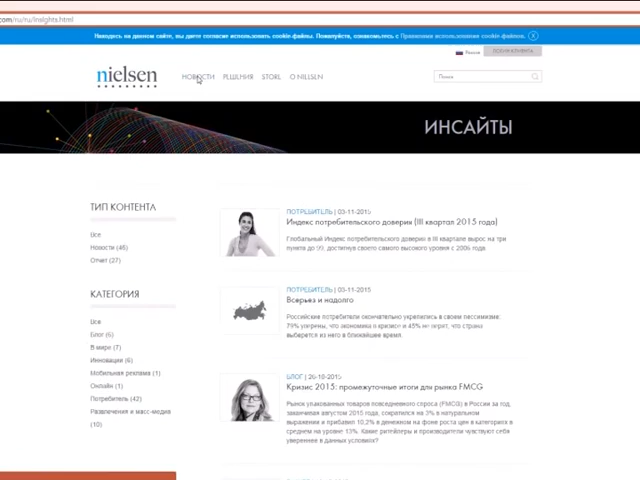 .com/ru/ru/insights.html
Находясь на данном сайте, вы даете согласие использовать cookie-файлы. Пожалуйста, ознакомьтесь с Правилами использования cookie-файлов.
Россия
nielsen
НОВОСТИ РЕШЕНИЯ STORE О NIELSEN
Поиск
ИНСАЙТЫ
ТИП КОНТЕНТА
Все
Новости (45)
Отчет (27)
КАТЕГОРИЯ
Все
Блог (6)
В мире (7)
Инновации (6)
Мобильная реклама (1)
Онлайн (1)
Потребитель (42)
Развлечения и масс-медиа
(10)
ПОТРЕБИТЕЛЬ | 03-11-2015
Индекс потребительского доверия (III квартал 2015 года)
Глобальный Индекс потребительского доверия в III квартале вырос на три
пункта до 99, достигнув своего самого высокого уровня с 2006 года.
ПОТРЕБИТЕЛЬ | 03-11-2015
Всерьез и надолго
Российские потребители окончательно укрепились в своем пессимизме:
79% уверены, что экономика в кризисе и 45% не верят, что страна
выберется из него в ближайшее время.
БЛОГ | 26-10-2015
Кризис 2015: промежуточные итоги для рынка FMCG
Рынок упакованных товаров повседневного спроса (FMCG) в России за год,
заканчивая августом 2015 года, сократился на 3% в натуральном
выражении и прибавил 10,2% в денежном на фоне роста цен в категориях в
среднем на уровне 13%. Какие ритейлеры и производители чувствуют себя
увереннее в данных условиях?